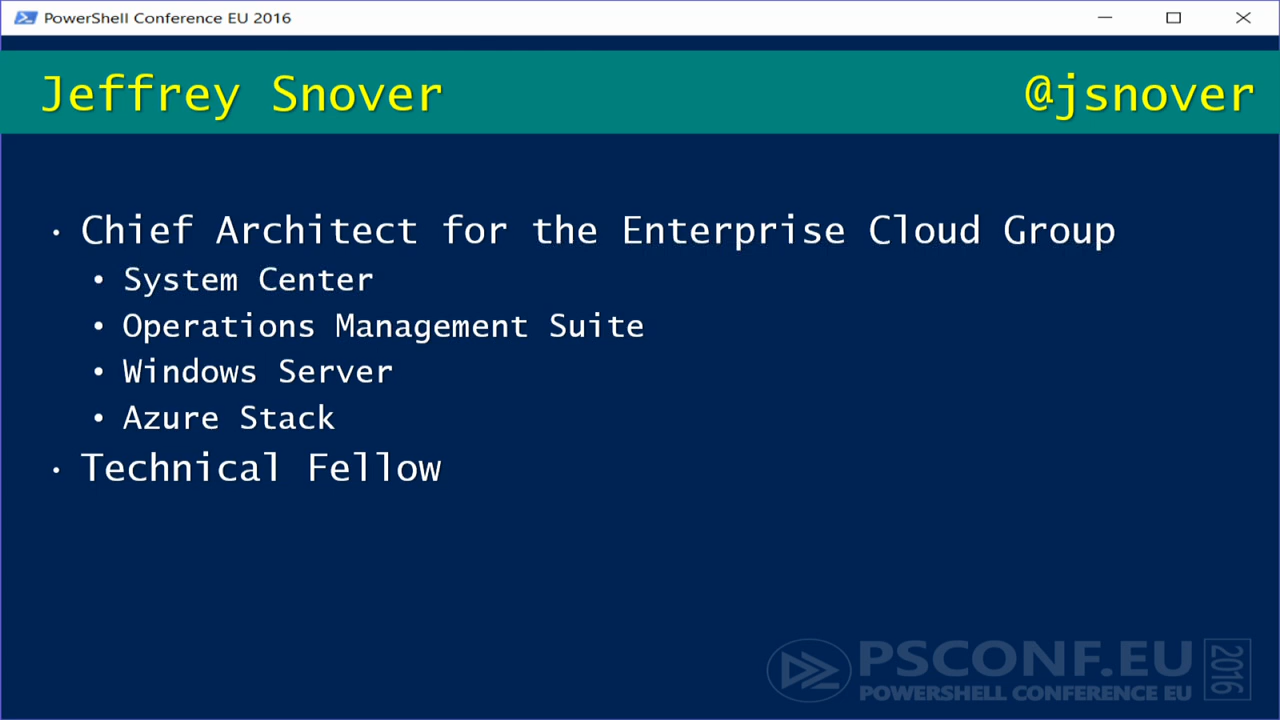 PowerShell Conference EU 2016
Jeffrey Snover @jsnover
• Chief Architect for the Enterprise Cloud Group
• System Center
• Operations Management Suite
• Windows Server
• Azure Stack
• Technical Fellow
PSCONF.EU 2016
POWERSHELL CONFERENCE EU